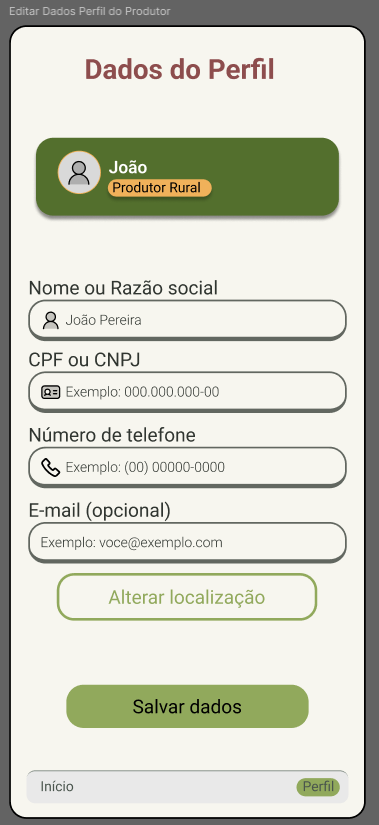 Editar Dados Perfil do Produtor
Dados do Perfil
João
Produtor Rural
Nome ou Razão social
João Pereira
CPF ou CNPJ
Exemplo: 000.000.000-00
Número de telefone
Exemplo: (00) 00000-0000
E-mail (opcional)
Exemplo: voce@exemplo.com
Alterar localização
Salvar dados
Início Perfil